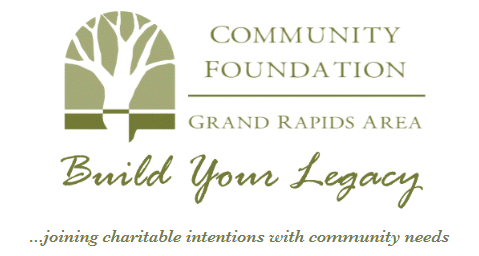 COMMUNITY
FOUNDATION
GRAND RAPIDS AREA
Build Your Legacy
...joining charitable intentions with community needs